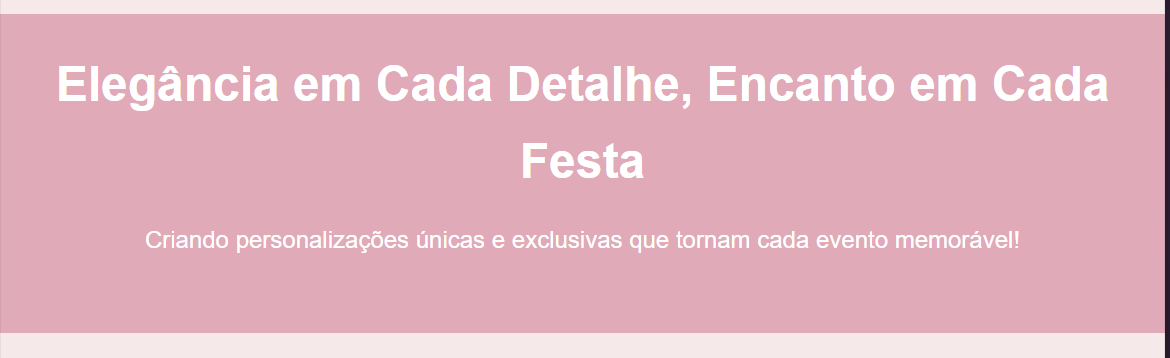 Elegância em Cada Detalhe, Encanto em Cada
Festa
Criando personalizações únicas e exclusivas que tornam cada evento memorável!